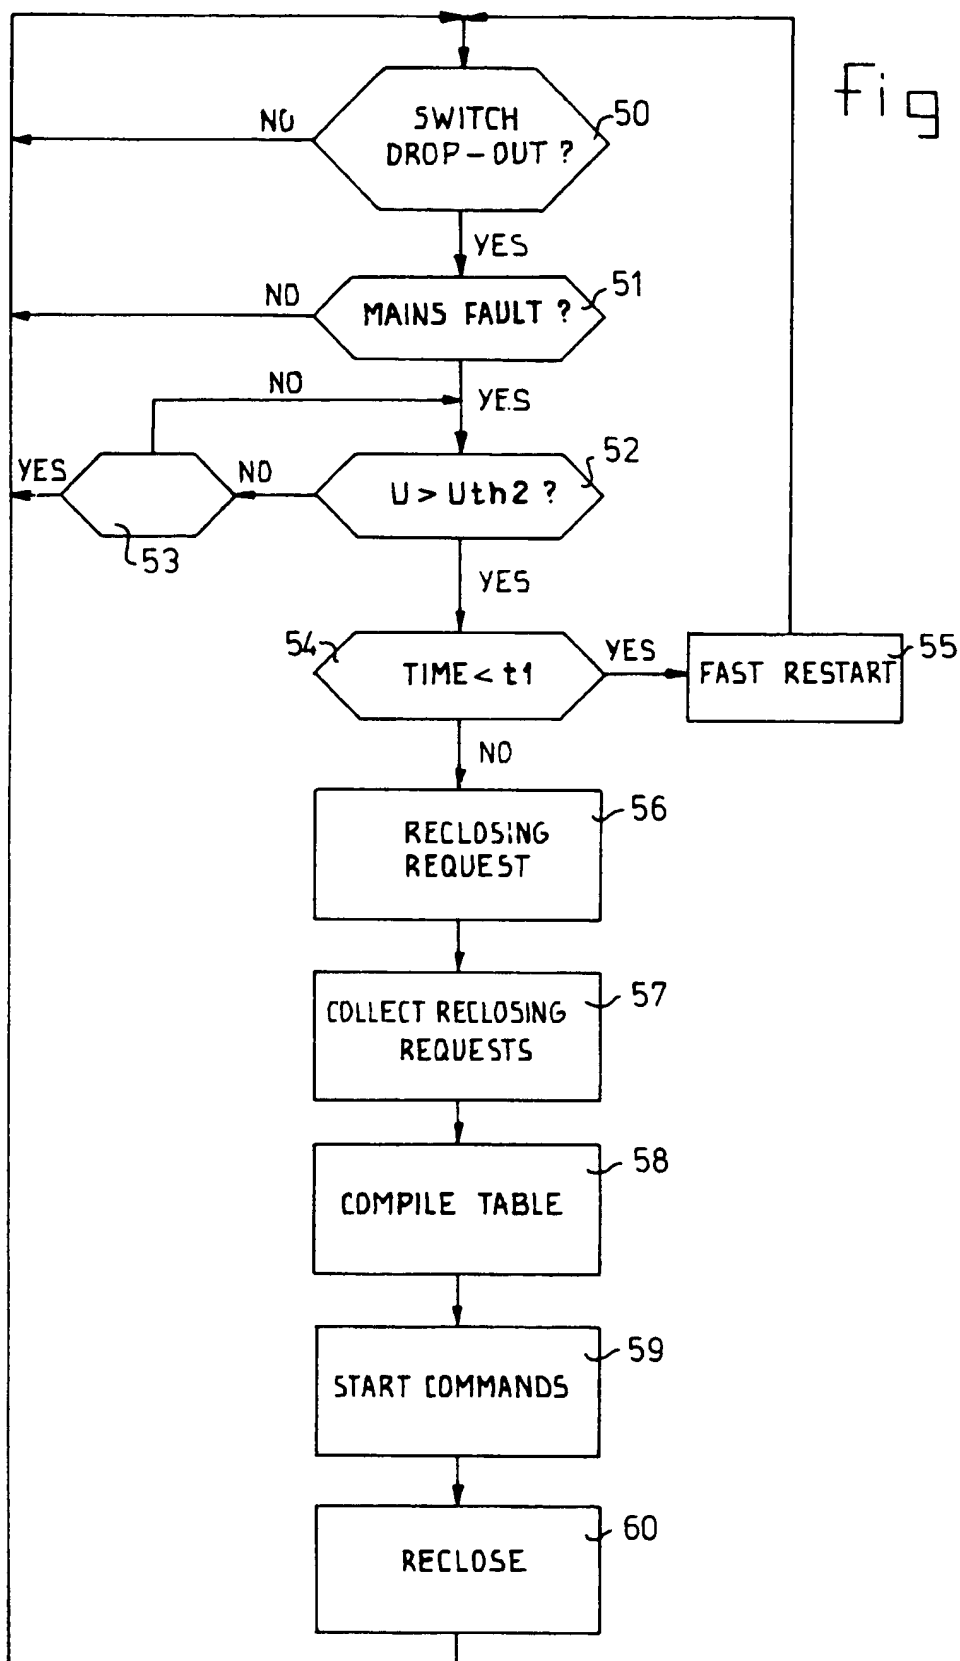 Fig
SWITCH
DROP-OUT ?
50
NO
YES
MAINS FAULT ?
51
NO
YES
NO
U > Uth2 ?
52
NO
YES
53
YES
54
TIME < t1
YES
FAST RESTART
55
NO
RECLOSING
REQUEST
56
COLLECT RECLOSING
REQUESTS
57
COMPILE TABLE
58
START COMMANDS
59
RECLOSE
60